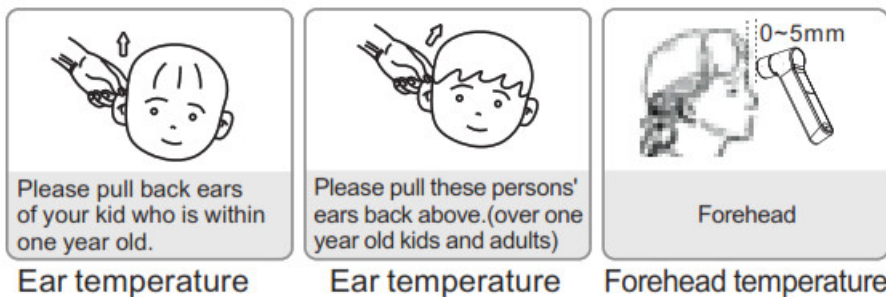 0~5mm
Please pull back ears
of your kid who is within
one year old.
Please pull these persons'
ears back above.(over one
year old kids and adults)
Forehead
Ear temperature
Ear temperature
Forehead temperature